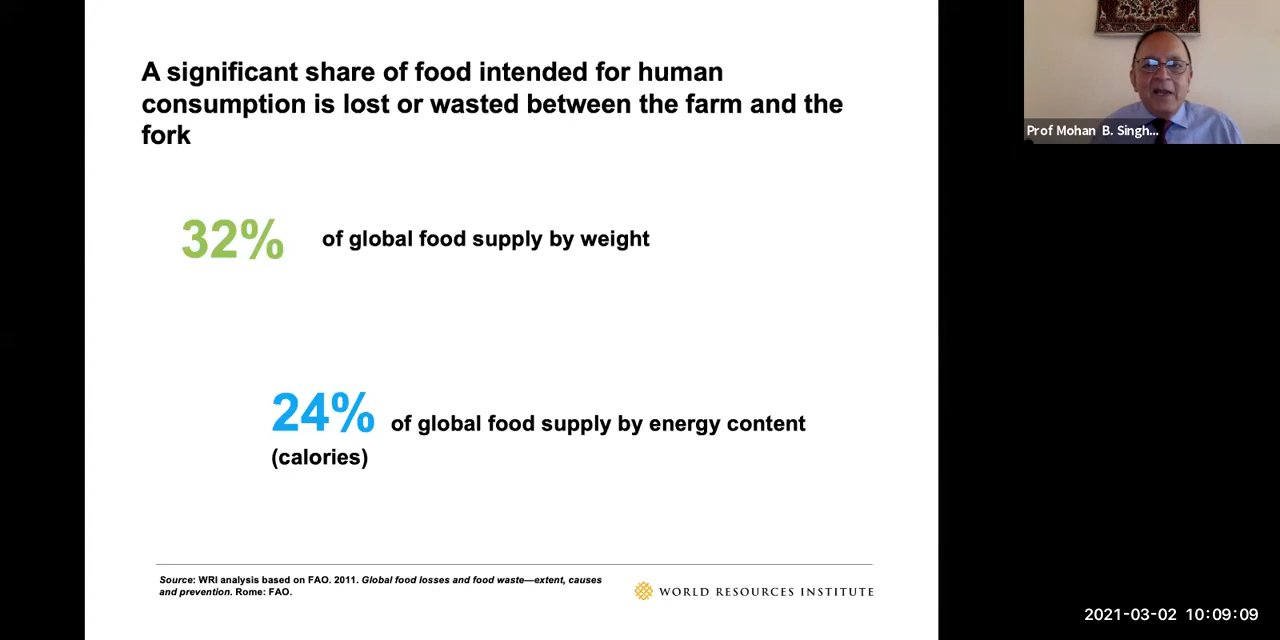 A significant share of food intended for human
consumption is lost or wasted between the farm and the
fork
32% of global food supply by weight
24% of global food supply by energy content
(calories)
Source: WRI analysis based on FAO. 2011. Global food losses and food waste—extent, causes
and prevention. Rome: FAO.
WORLD RESOURCES INSTITUTE
Prof Mohan B. Singh...
2021-03-02 10:09:09